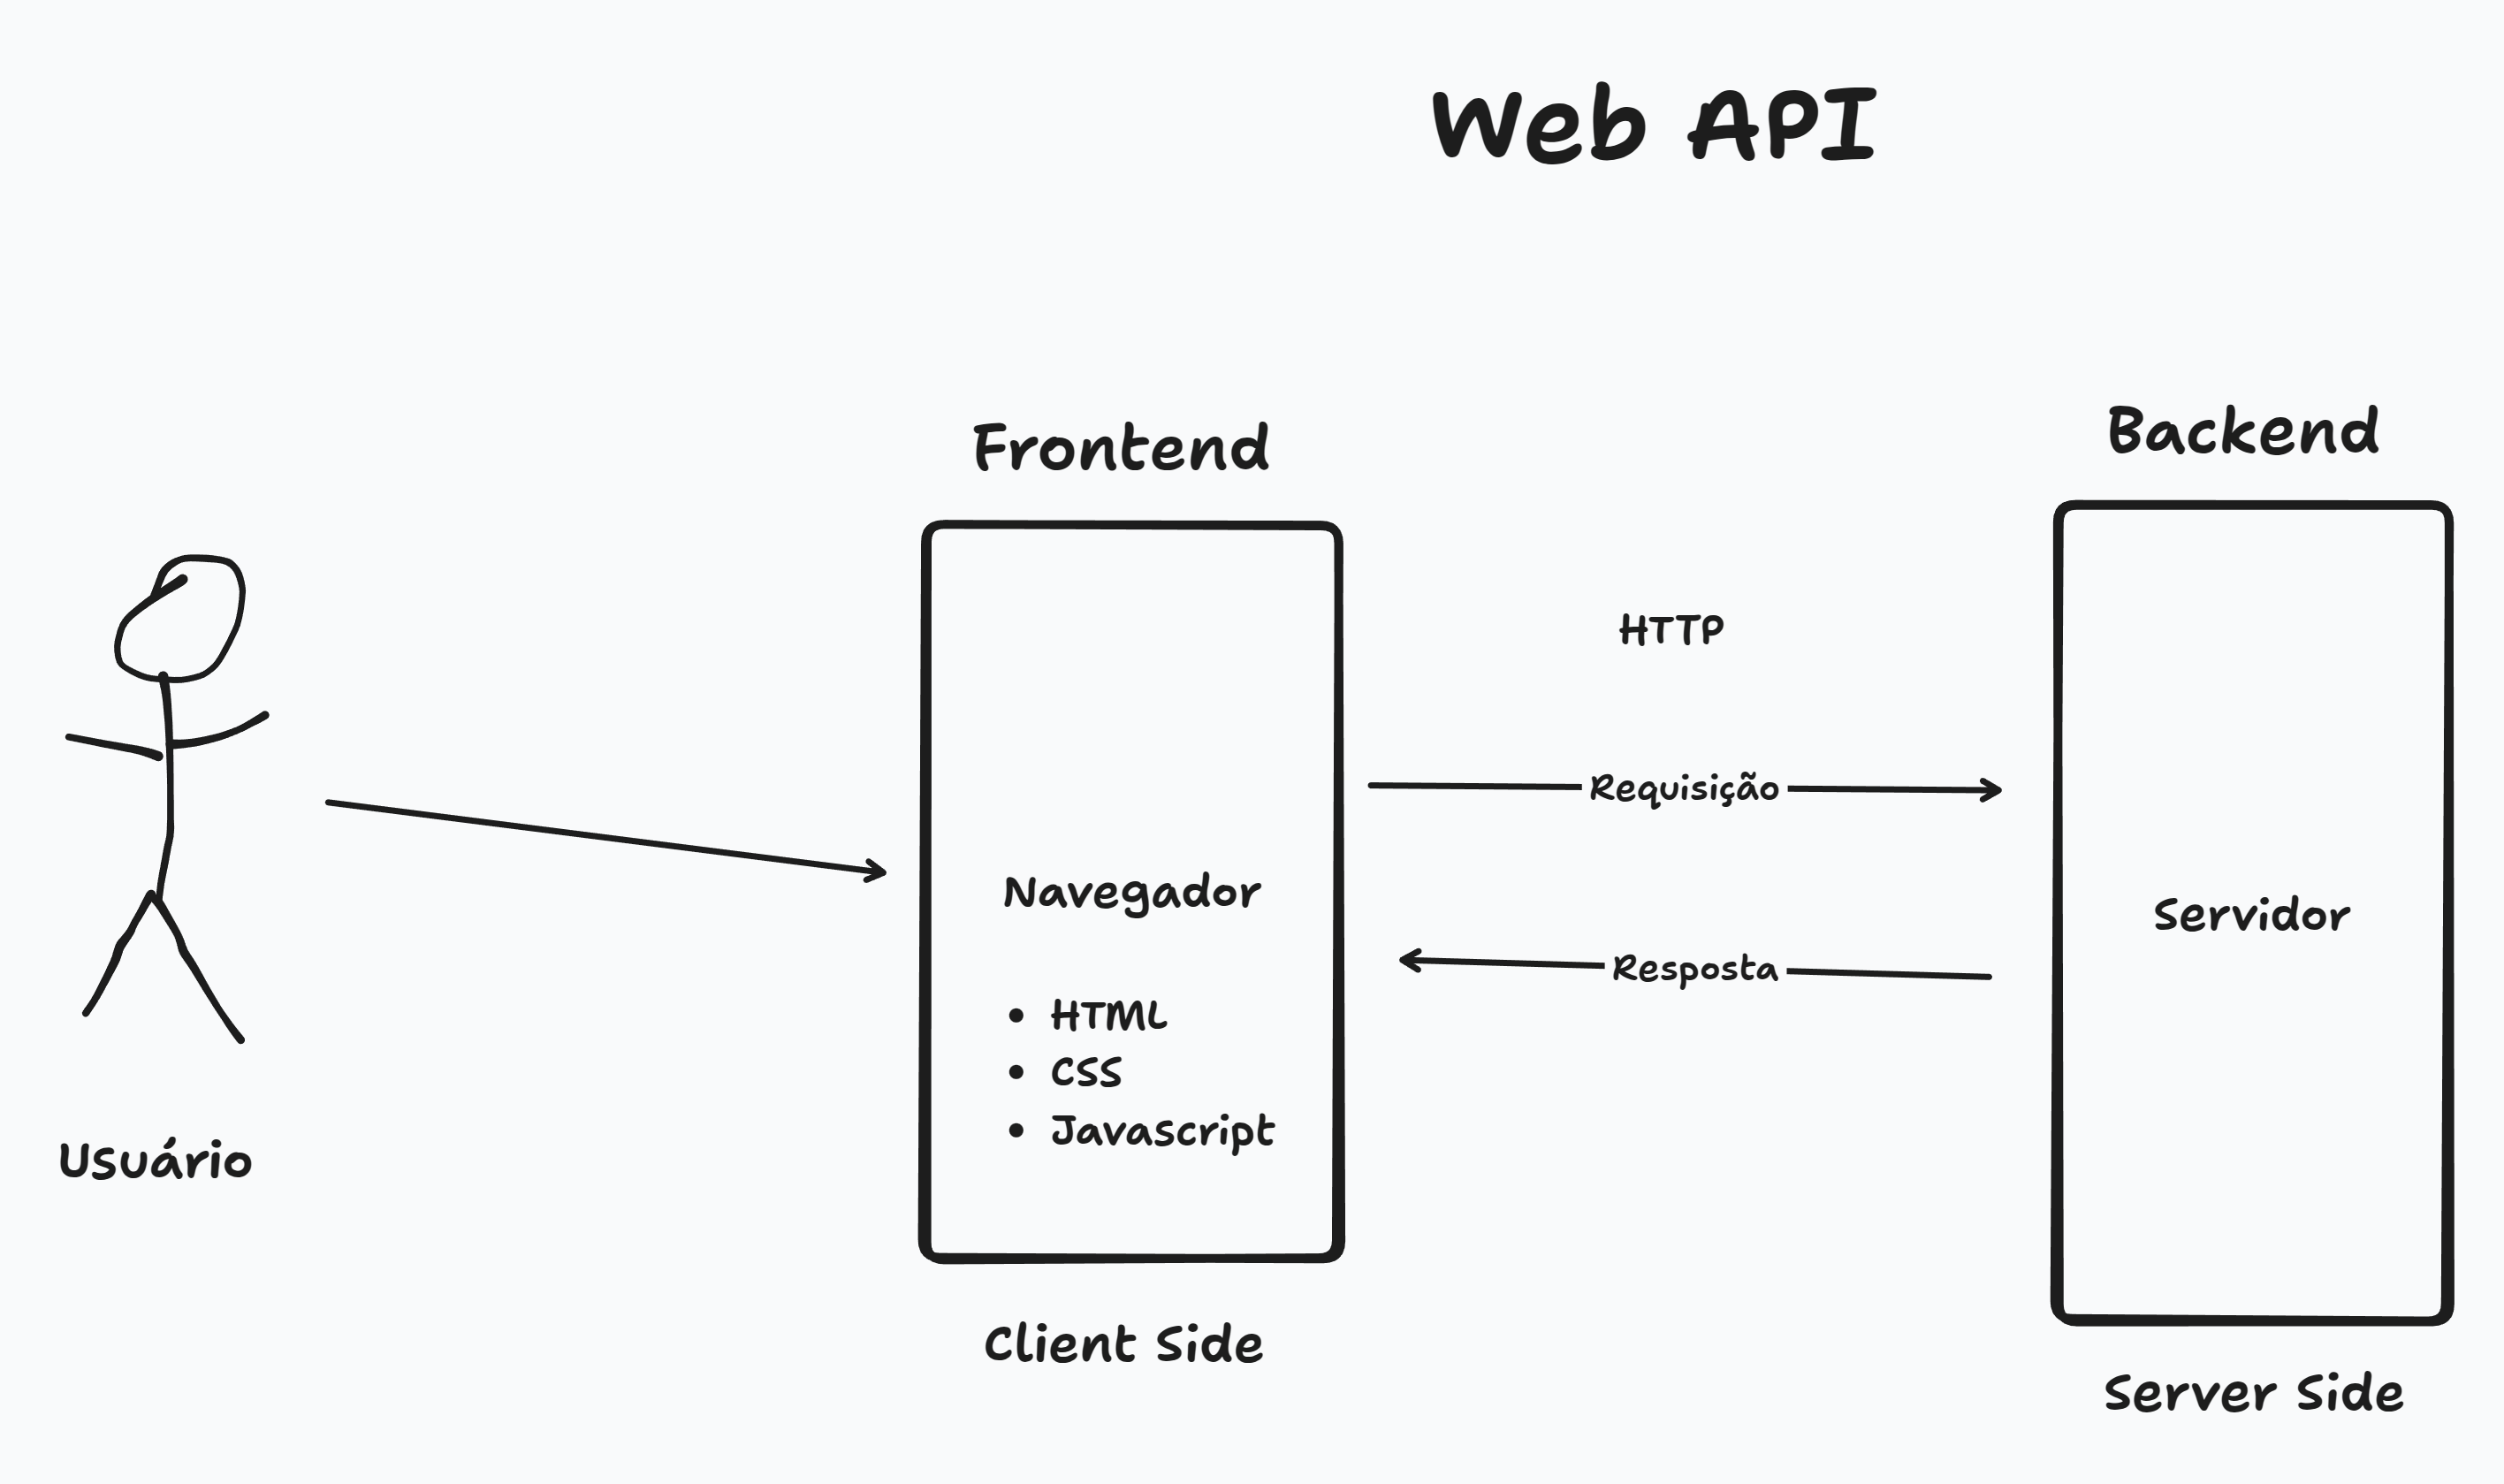 Web API
Frontend
Backend
HTTP
Requisição
Navegador
Servidor
Resposta
• HTML
• CSS
• Javascript
Usuário
Client Side
Server Side